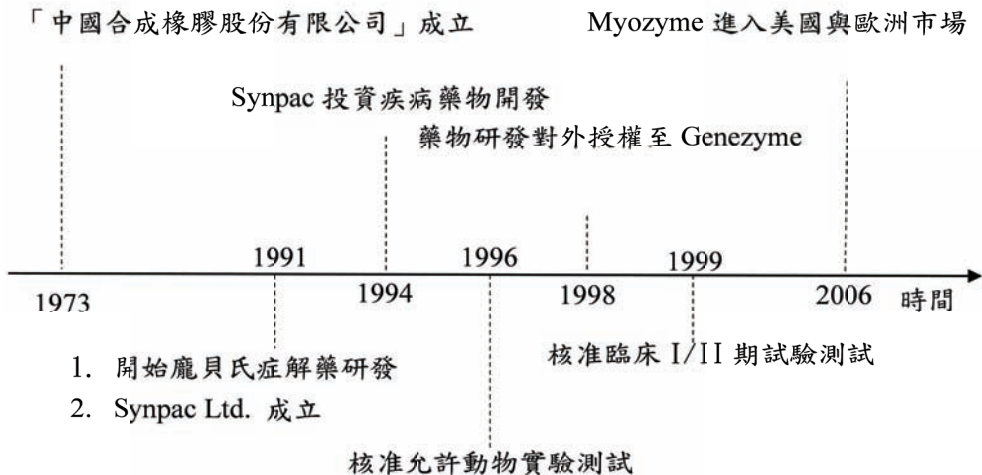 「中國合成橡膠股份有限公司」成立
Myozyme 進入美國與歐洲市場
Synpac 投資疾病藥物開發
藥物研發對外授權至 Genezyme
1991
1996
1999
1973
1994
1998
2006
時間
1. 開始龐貝氏症解藥研發
2. Synpac Ltd. 成立
核准臨床 I/II 期試驗測試
核准允許動物實驗測試